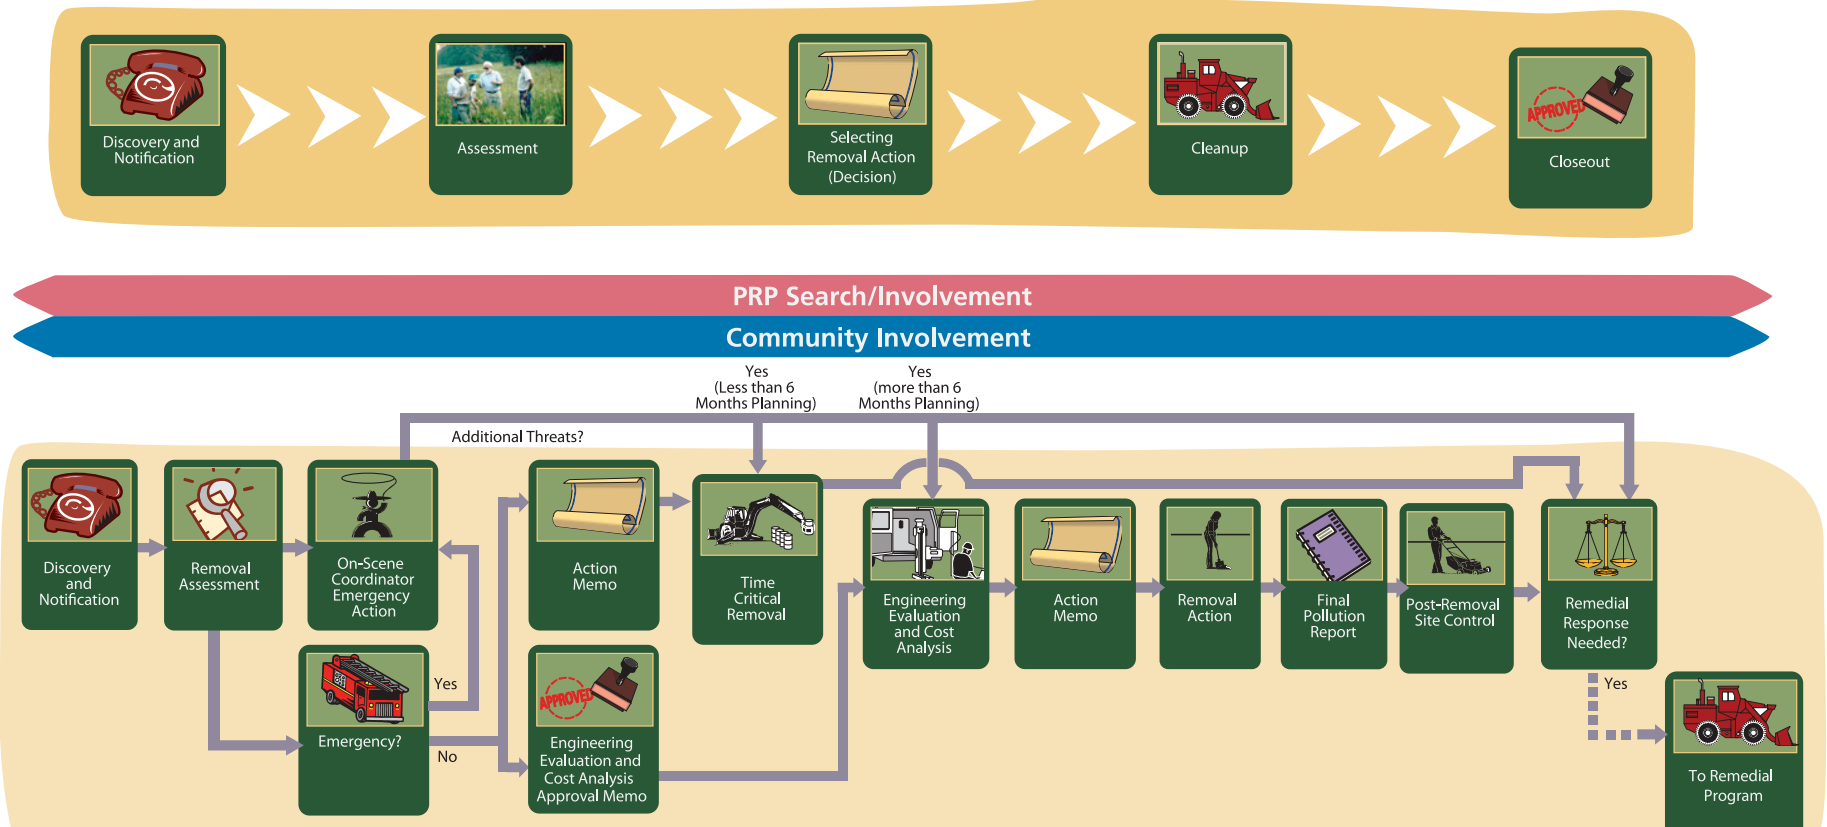 Discovery and
Notification
Assessment
Selecting
Removal Action
(Decision)
Cleanup
APPROVED
Closeout
PRP Search/Involvement
Community Involvement
Yes
(Less than 6
Months Planning)
Yes
(more than 6
Months Planning)
Additional Threats?
Discovery
and
Notification
Removal
Assessment
On-Scene
Coordinator
Emergency
Action
Action
Memo
Time
Critical
Removal
Engineering
Evaluation
and Cost
Analysis
Action
Memo
Removal
Action
Final
Pollution
Report
Post-Removal
Site Control
Remedial
Response
Needed?
Emergency?
Yes
No
APPROVED
Engineering
Evaluation and
Cost Analysis
Approval Memo
Yes
To Remedial
Program